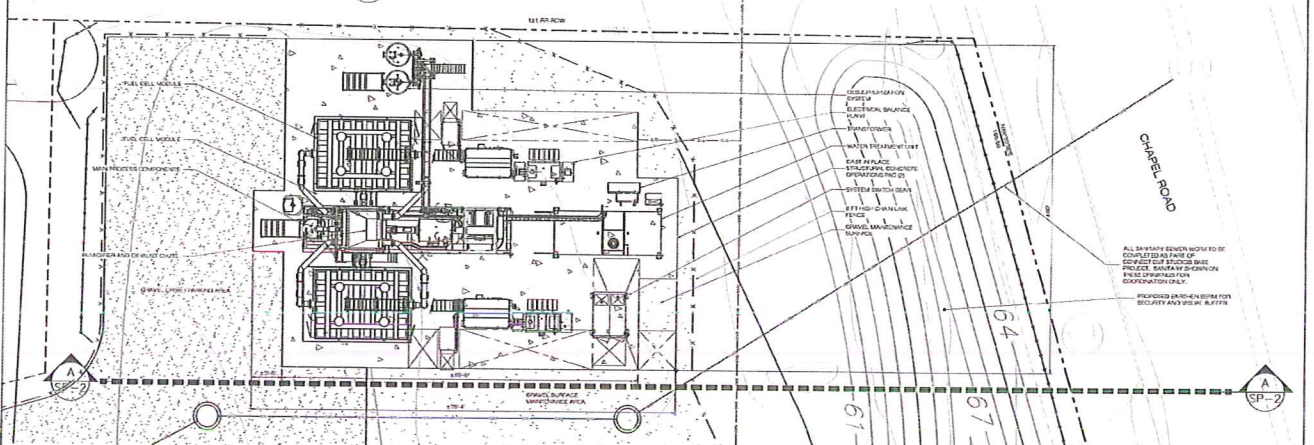 FUEL CELL MODULE
FUEL CELL MODULE
MAIN PROCESS COMPONENTS
HUMIDIFIER AND EXHAUST
DESULPHURIZATION
SYSTEM
ELECTRICAL BALANCE
PLANT
TRANSFORMER
WATER TREATMENT UNIT
CAST IN PLACE
STRUCTURAL CONCRETE
OPERATIONS PAD
SYSTEM SWITCH GEAR
HIGH CHAIN LINK
FENCE
GRAVEL MAINTENANCE
SURFACE
CHAPEL ROAD
ALL SANITARY SEWER WORK TO BE
COMPLETED AS PART OF
CONNECTICUT STUDIOS BASE
PROJECT. SANITARY SHOWN ON
THESE DRAWINGS FOR
COORDINATION ONLY.
PROPOSED EARTHEN BERM FOR
SECURITY AND VISUAL BUFFER
64
61
67
A
SP-2
GRAVEL SURFACE
MAINTENANCE AREA
A
SP-2